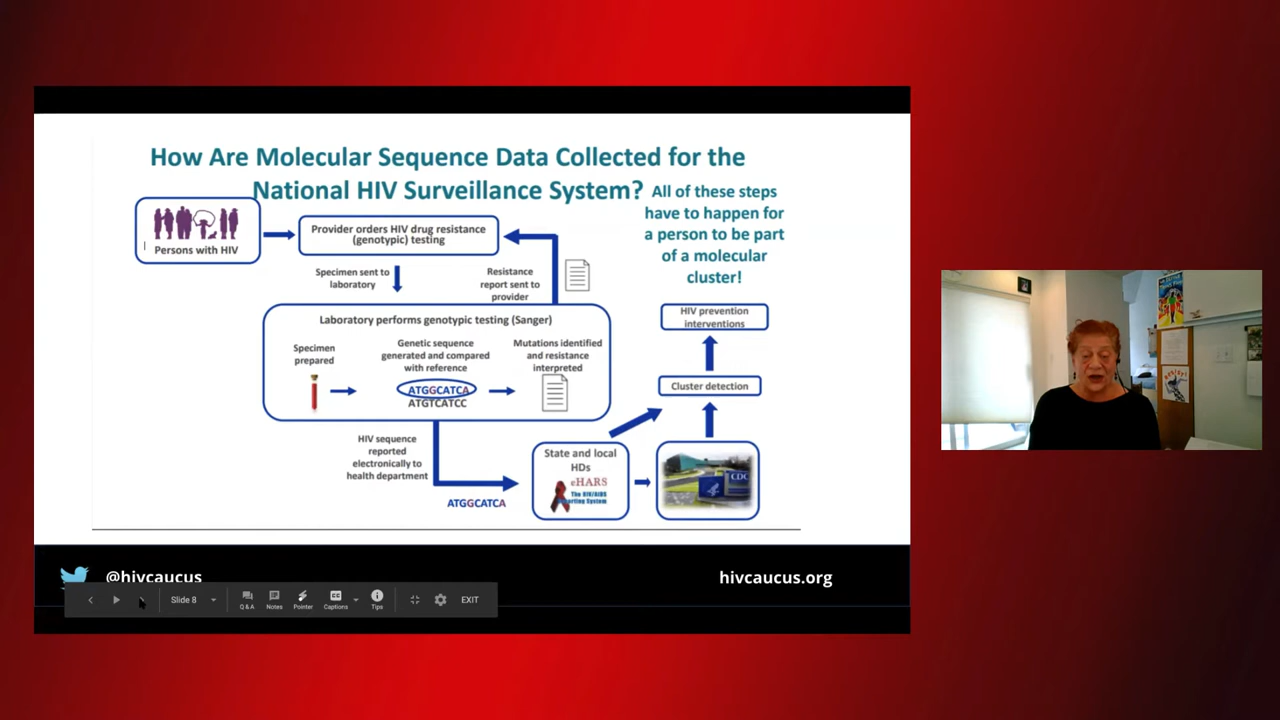 How Are Molecular Sequence Data Collected for the
National HIV Surveillance System?
All of these steps
have to happen for
a person to be part
of a molecular
cluster!
Persons with HIV
Provider orders HIV drug resistance
(genotypic) testing
Specimen sent to
laboratory
Resistance
report sent to
provider
Laboratory performs genotypic testing (Sanger)
Specimen
prepared
Genetic sequence
generated and compared
with reference
ATGGCATCA
ATGTCATCC
Mutations identified
and resistance
interpreted
HIV prevention
interventions
Cluster detection
HIV sequence
reported
electronically to
health department
ATGGCATCA
State and local
HDs
eHARS
The HIV/AIDS
System
CDC
@hivcaucus
hivcaucus.org
Slide 8
Q & A
Notes
Pointer
Captions
Tips
EXIT